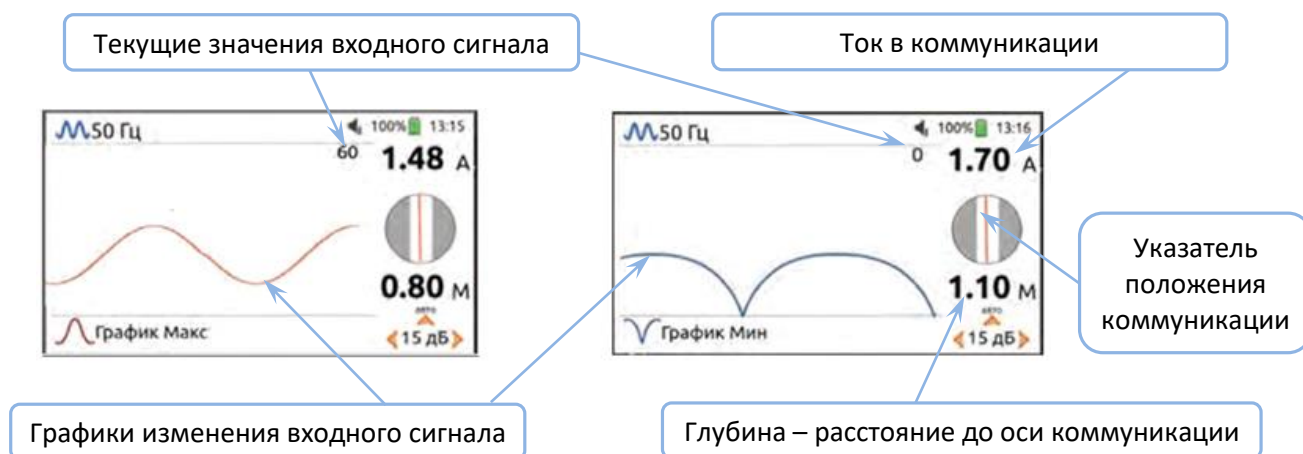 Текущие значения входного сигнала
Ток в коммуникации
50 Гц
100% 13:15
60 1.48 А
0.80 М
авто
График Макс
15 дБ
50 Гц
100% 13:16
0 1.70 А
1.10 М
авто
График Мин
15 дБ
Указатель
положения
коммуникации
Графики изменения входного сигнала
Глубина – расстояние до оси коммуникации